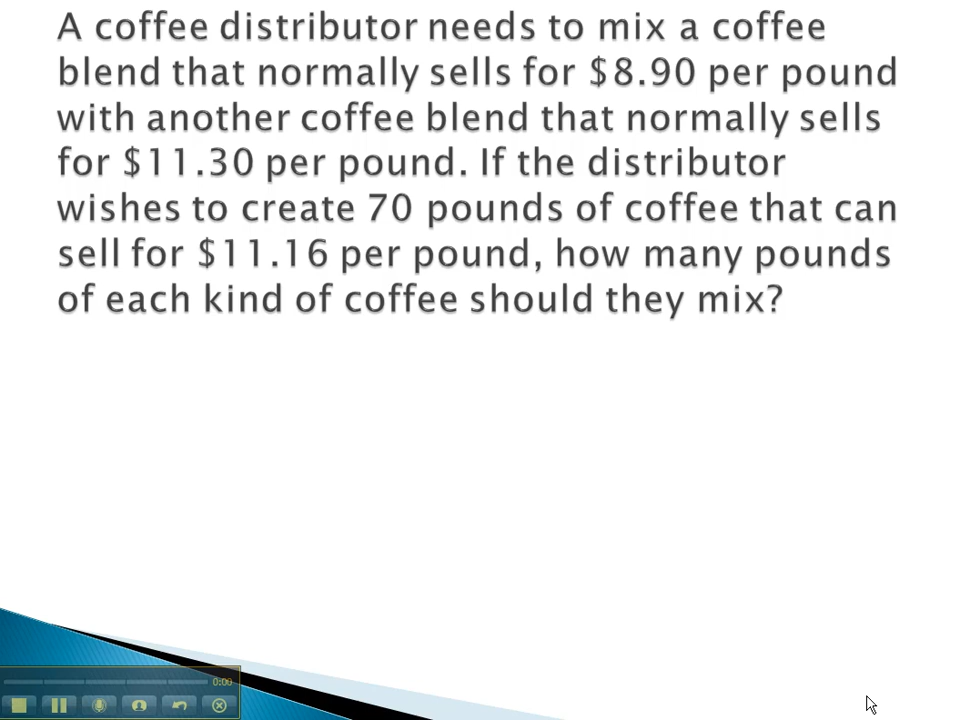 A coffee distributor needs to mix a coffee
blend that normally sells for $8.90 per pound
with another coffee blend that normally sells
for $11.30 per pound. If the distributor
wishes to create 70 pounds of coffee that can
sell for $11.16 per pound, how many pounds
of each kind of coffee should they mix?
0:00